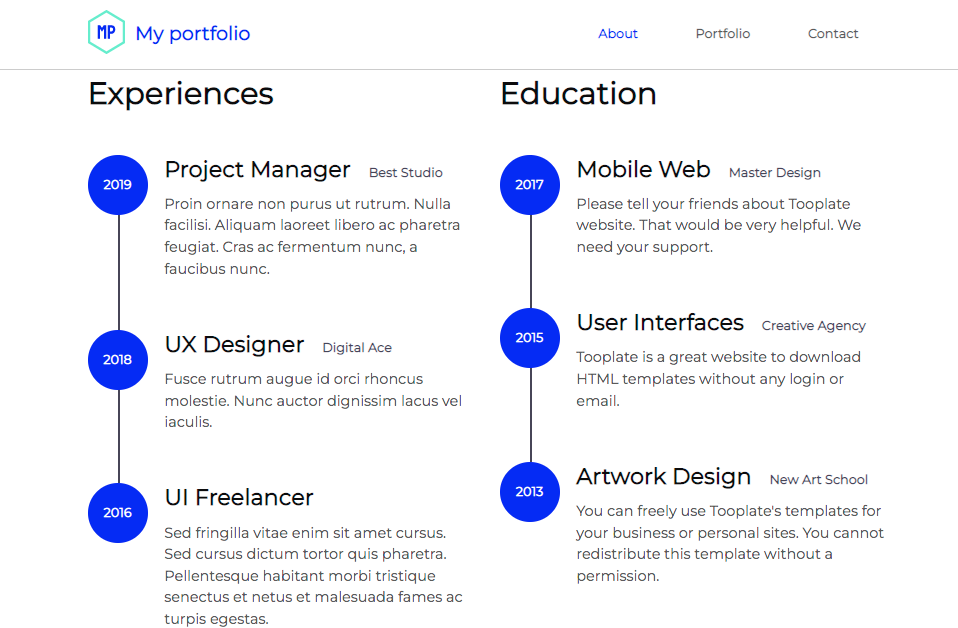 MP My portfolio
About Portfolio Contact
Experiences
2019
Project Manager Best Studio
Proin ornare non purus ut rutrum. Nulla
facilisi. Aliquam laoreet libero ac pharetra
feugiat. Cras ac fermentum nunc, a
faucibus nunc.
2018
UX Designer Digital Ace
Fusce rutrum augue id orci rhoncus
molestie. Nunc auctor dignissim lacus vel
iaculis.
2016
UI Freelancer
Sed fringilla vitae enim sit amet cursus.
Sed cursus dictum tortor quis pharetra.
Pellentesque habitant morbi tristique
senectus et netus et malesuada fames ac
turpis egestas.
Education
2017
Mobile Web Master Design
Please tell your friends about Tooplate
website. That would be very helpful. We
need your support.
2015
User Interfaces Creative Agency
Tooplate is a great website to download
HTML templates without any login or
email.
2013
Artwork Design New Art School
You can freely use Tooplate's templates for
your business or personal sites. You cannot
redistribute this template without a
permission.